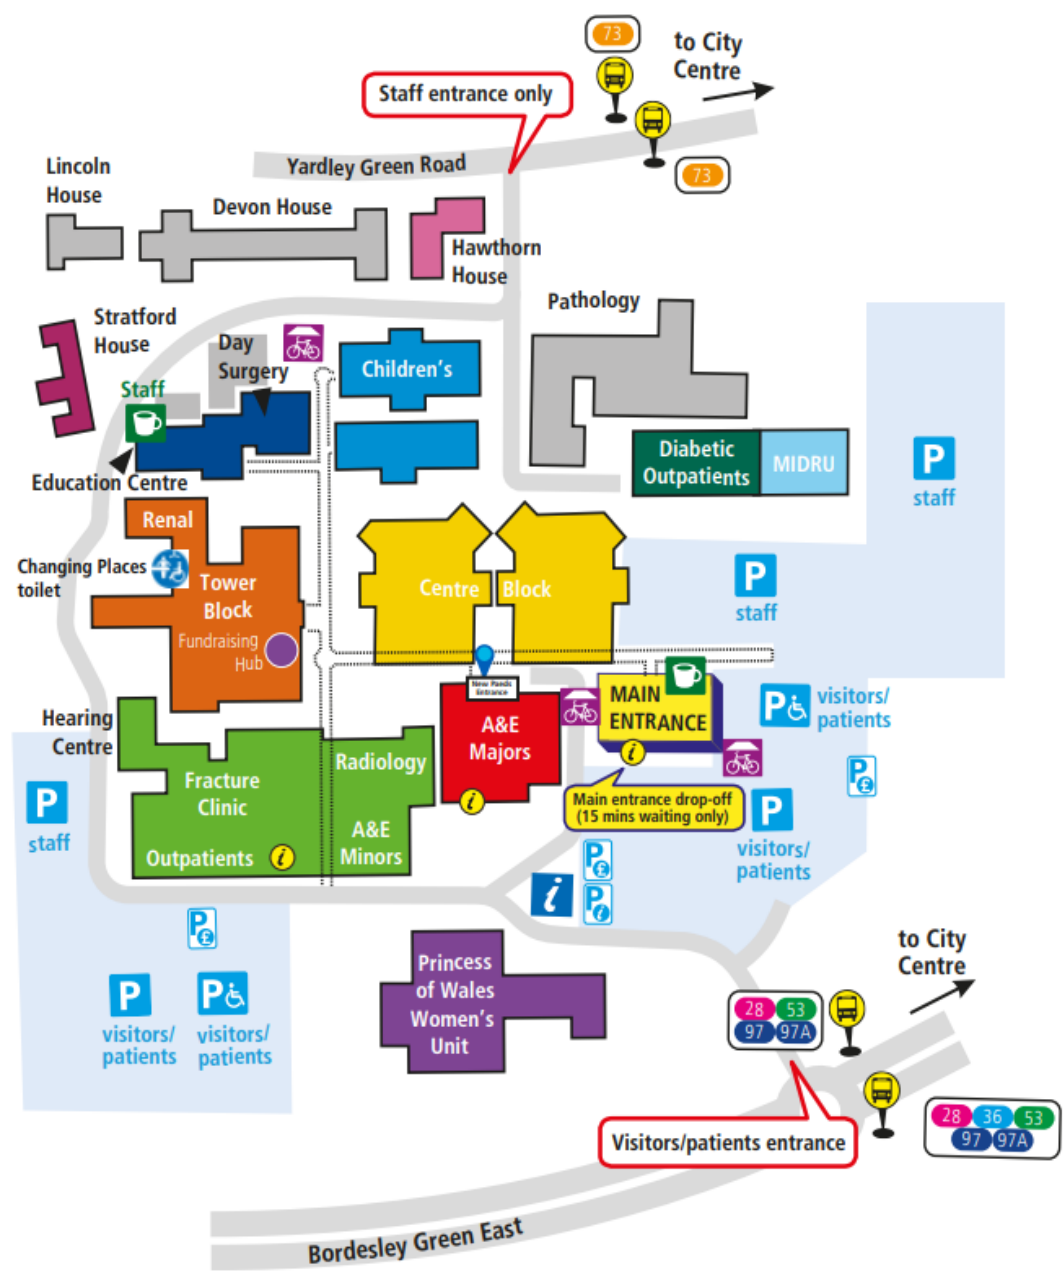 73
to City
Centre
Staff entrance only
Yardley Green Road
73
Lincoln
House
Devon House
Hawthorn
House
Pathology
Stratford
House
Day
Surgery
Children's
Staff
Education Centre
Diabetic
Outpatients
MIDRU
P
staff
Renal
Changing Places
toilet
Tower
Block
Fundraising
Hub
Centre Block
P
staff
New Paeds
Entrance
MAIN
ENTRANCE
i
P
visitors/
patients
Hearing
Centre
A&E
Majors
i
Radiology
Fracture
Clinic
P
£
Main entrance drop-off
(15 mins waiting only)
P
staff
A&E
Minors
Outpatients
i
P
visitors/
patients
P
£
i
P
i
P
£
Princess
of Wales
Women's
Unit
to City
Centre
P
visitors/
patients
P
visitors/
patients
28 53
97 97A
28 36 53
97 97A
Visitors/patients entrance
Bordesley Green East